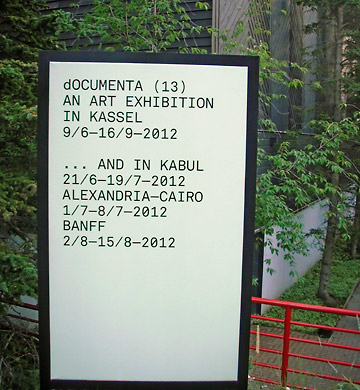 dOCUMENTA (13)
AN ART EXHIBITION
IN KASSEL
9/6–16/9–2012
... AND IN KABUL
21/6–19/7–2012
ALEXANDRIA–CAIRO
1/7–8/7–2012
BANFF
2/8–15/8–2012